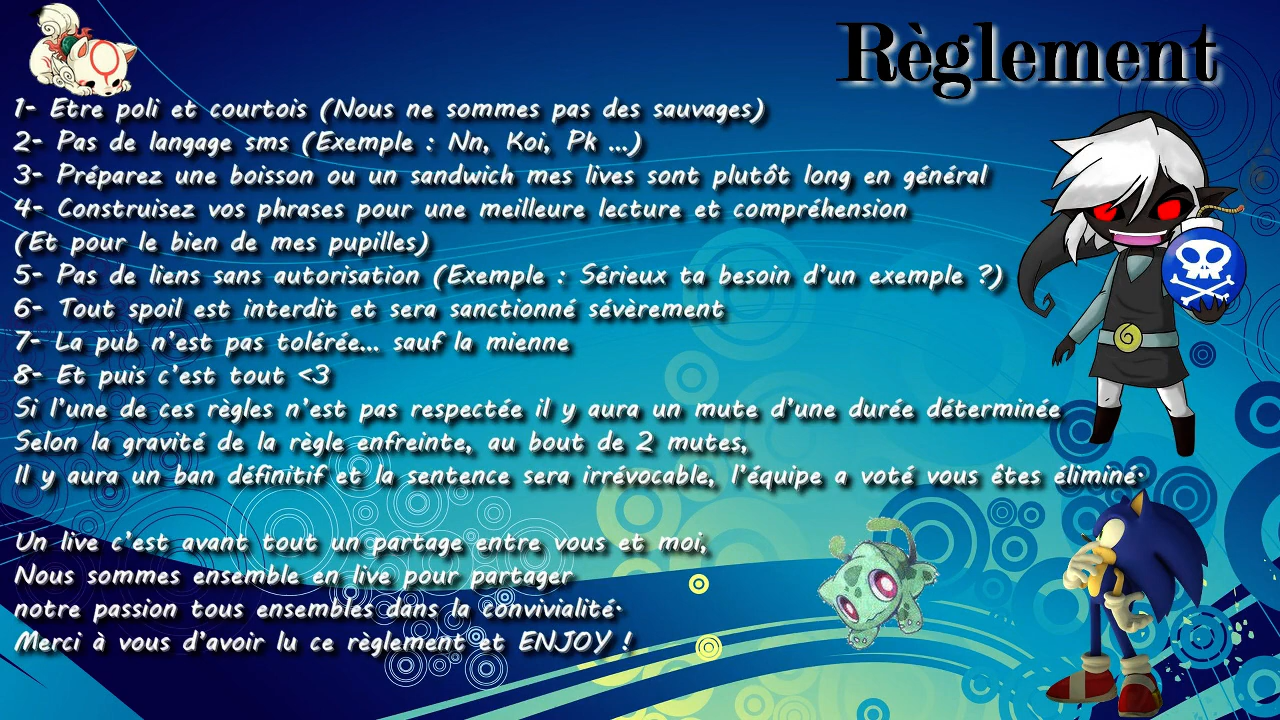 Règlement
1- Etre poli et courtois (Nous ne sommes pas des sauvages)
2- Pas de langage sms (Exemple : Nn, Koi, Pk ...)
3- Préparez une boisson ou un sandwich mes lives sont plutôt long en général
4- Construisez vos phrases pour une meilleure lecture et compréhension
(Et pour le bien de mes pupilles)
5- Pas de liens sans autorisation (Exemple : Sérieux ta besoin d'un exemple ?)
6- Tout spoil est interdit et sera sanctionné sévèrement
7- La pub n'est pas tolérée... sauf la mienne
8- Et puis c'est tout <3
Si l'une de ces règles n'est pas respectée il y aura un mute d'une durée déterminée
Selon la gravité de la règle enfreinte, au bout de 2 mutes,
Il y aura un ban définitif et la sentence sera irrévocable, l'équipe a voté vous êtes éliminé.
Un live c'est avant tout un partage entre vous et moi,
Nous sommes ensemble en live pour partager
notre passion tous ensembles dans la convivialité.
Merci à vous d'avoir lu ce règlement et ENJOY !